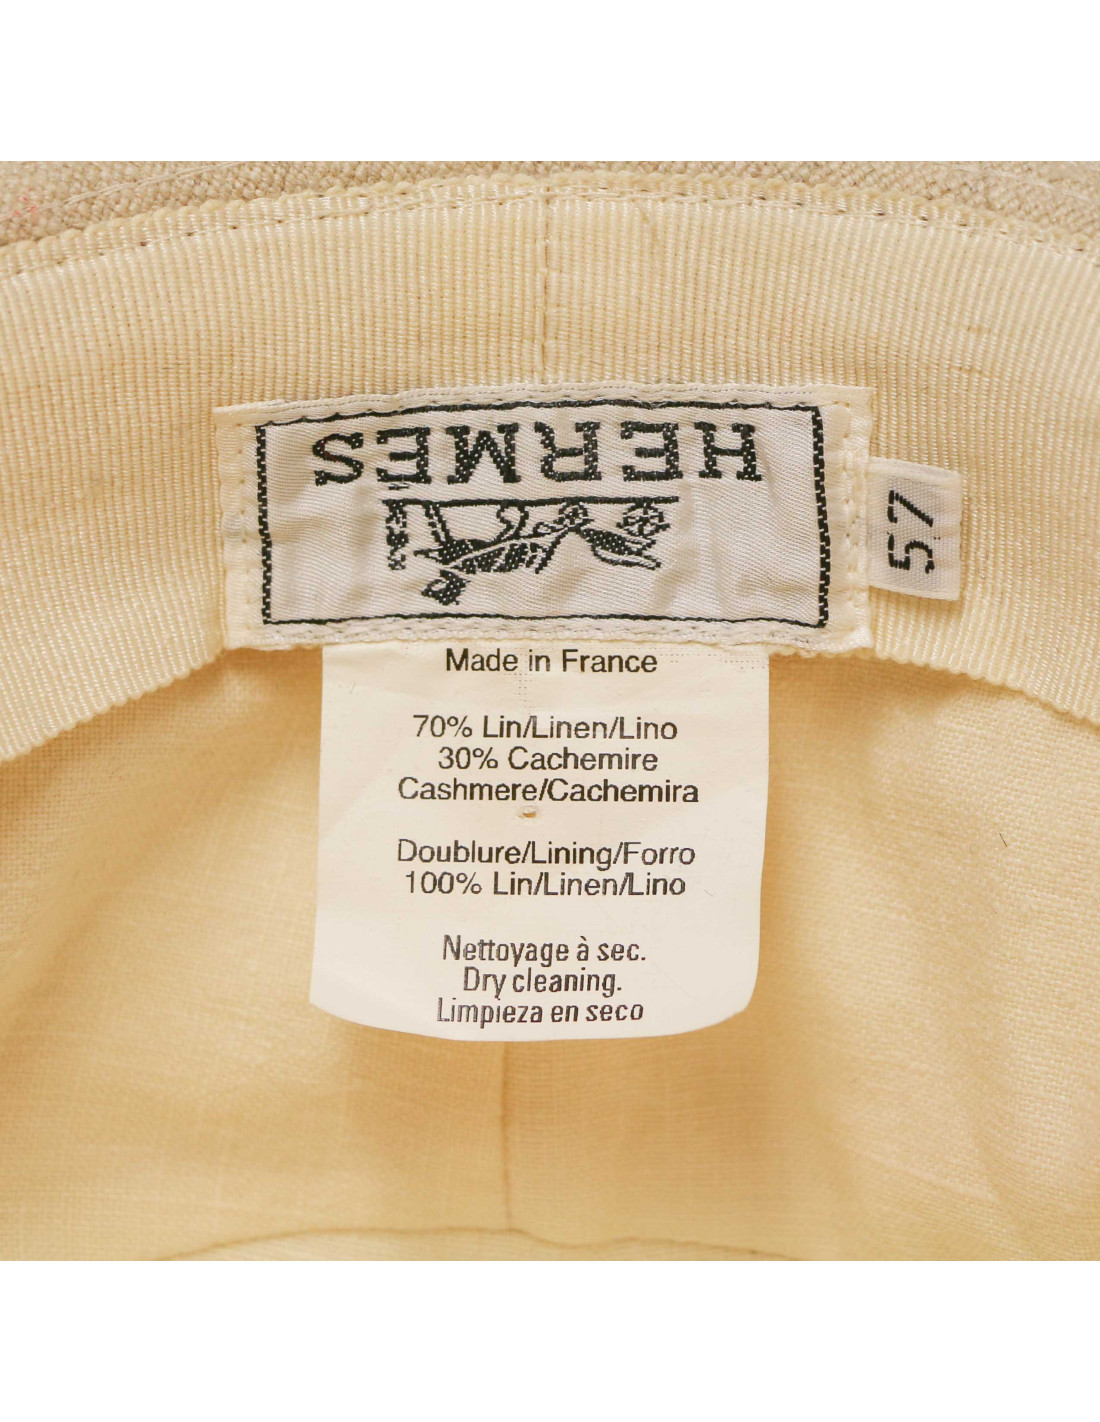 HERMES
57
Made in France
70% Lin/Linen/Lino
30% Cachemire
Cashmere/Cachemira
Doublure/Lining/Forro
100% Lin/Linen/Lino
Nettoyage à sec.
Dry cleaning.
Limpieza en seco